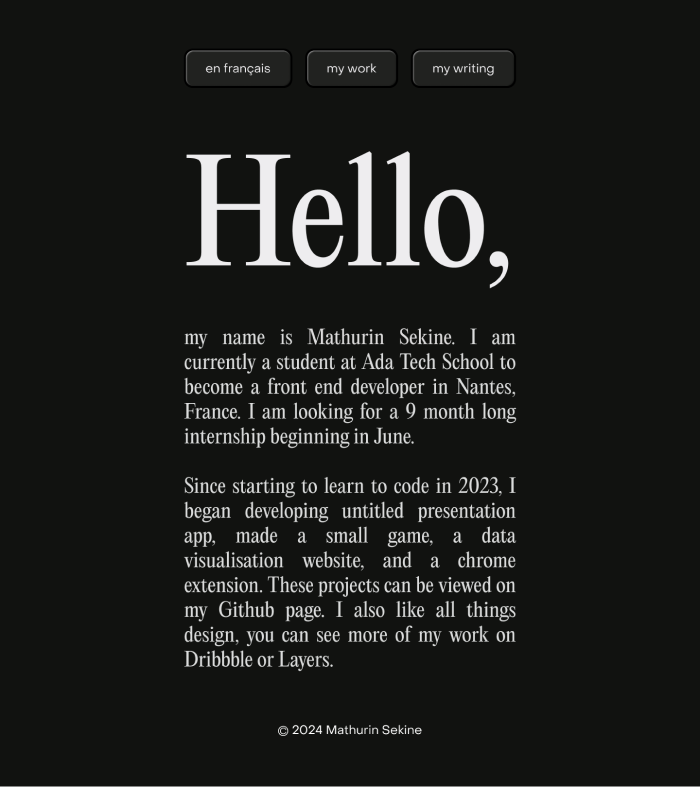 en français
my work
my writing
Hello,
my name is Mathurin Sekine. I am
currently a student at Ada Tech School to
become a front end developer in Nantes,
France. I am looking for a 9 month long
internship beginning in June.
Since starting to learn to code in 2023, I
began developing untitled presentation
app, made a small game, a data
visualisation website, and a chrome
extension. These projects can be viewed on
my Github page. I also like all things
design, you can see more of my work on
Dribbble or Layers.
© 2024 Mathurin Sekine